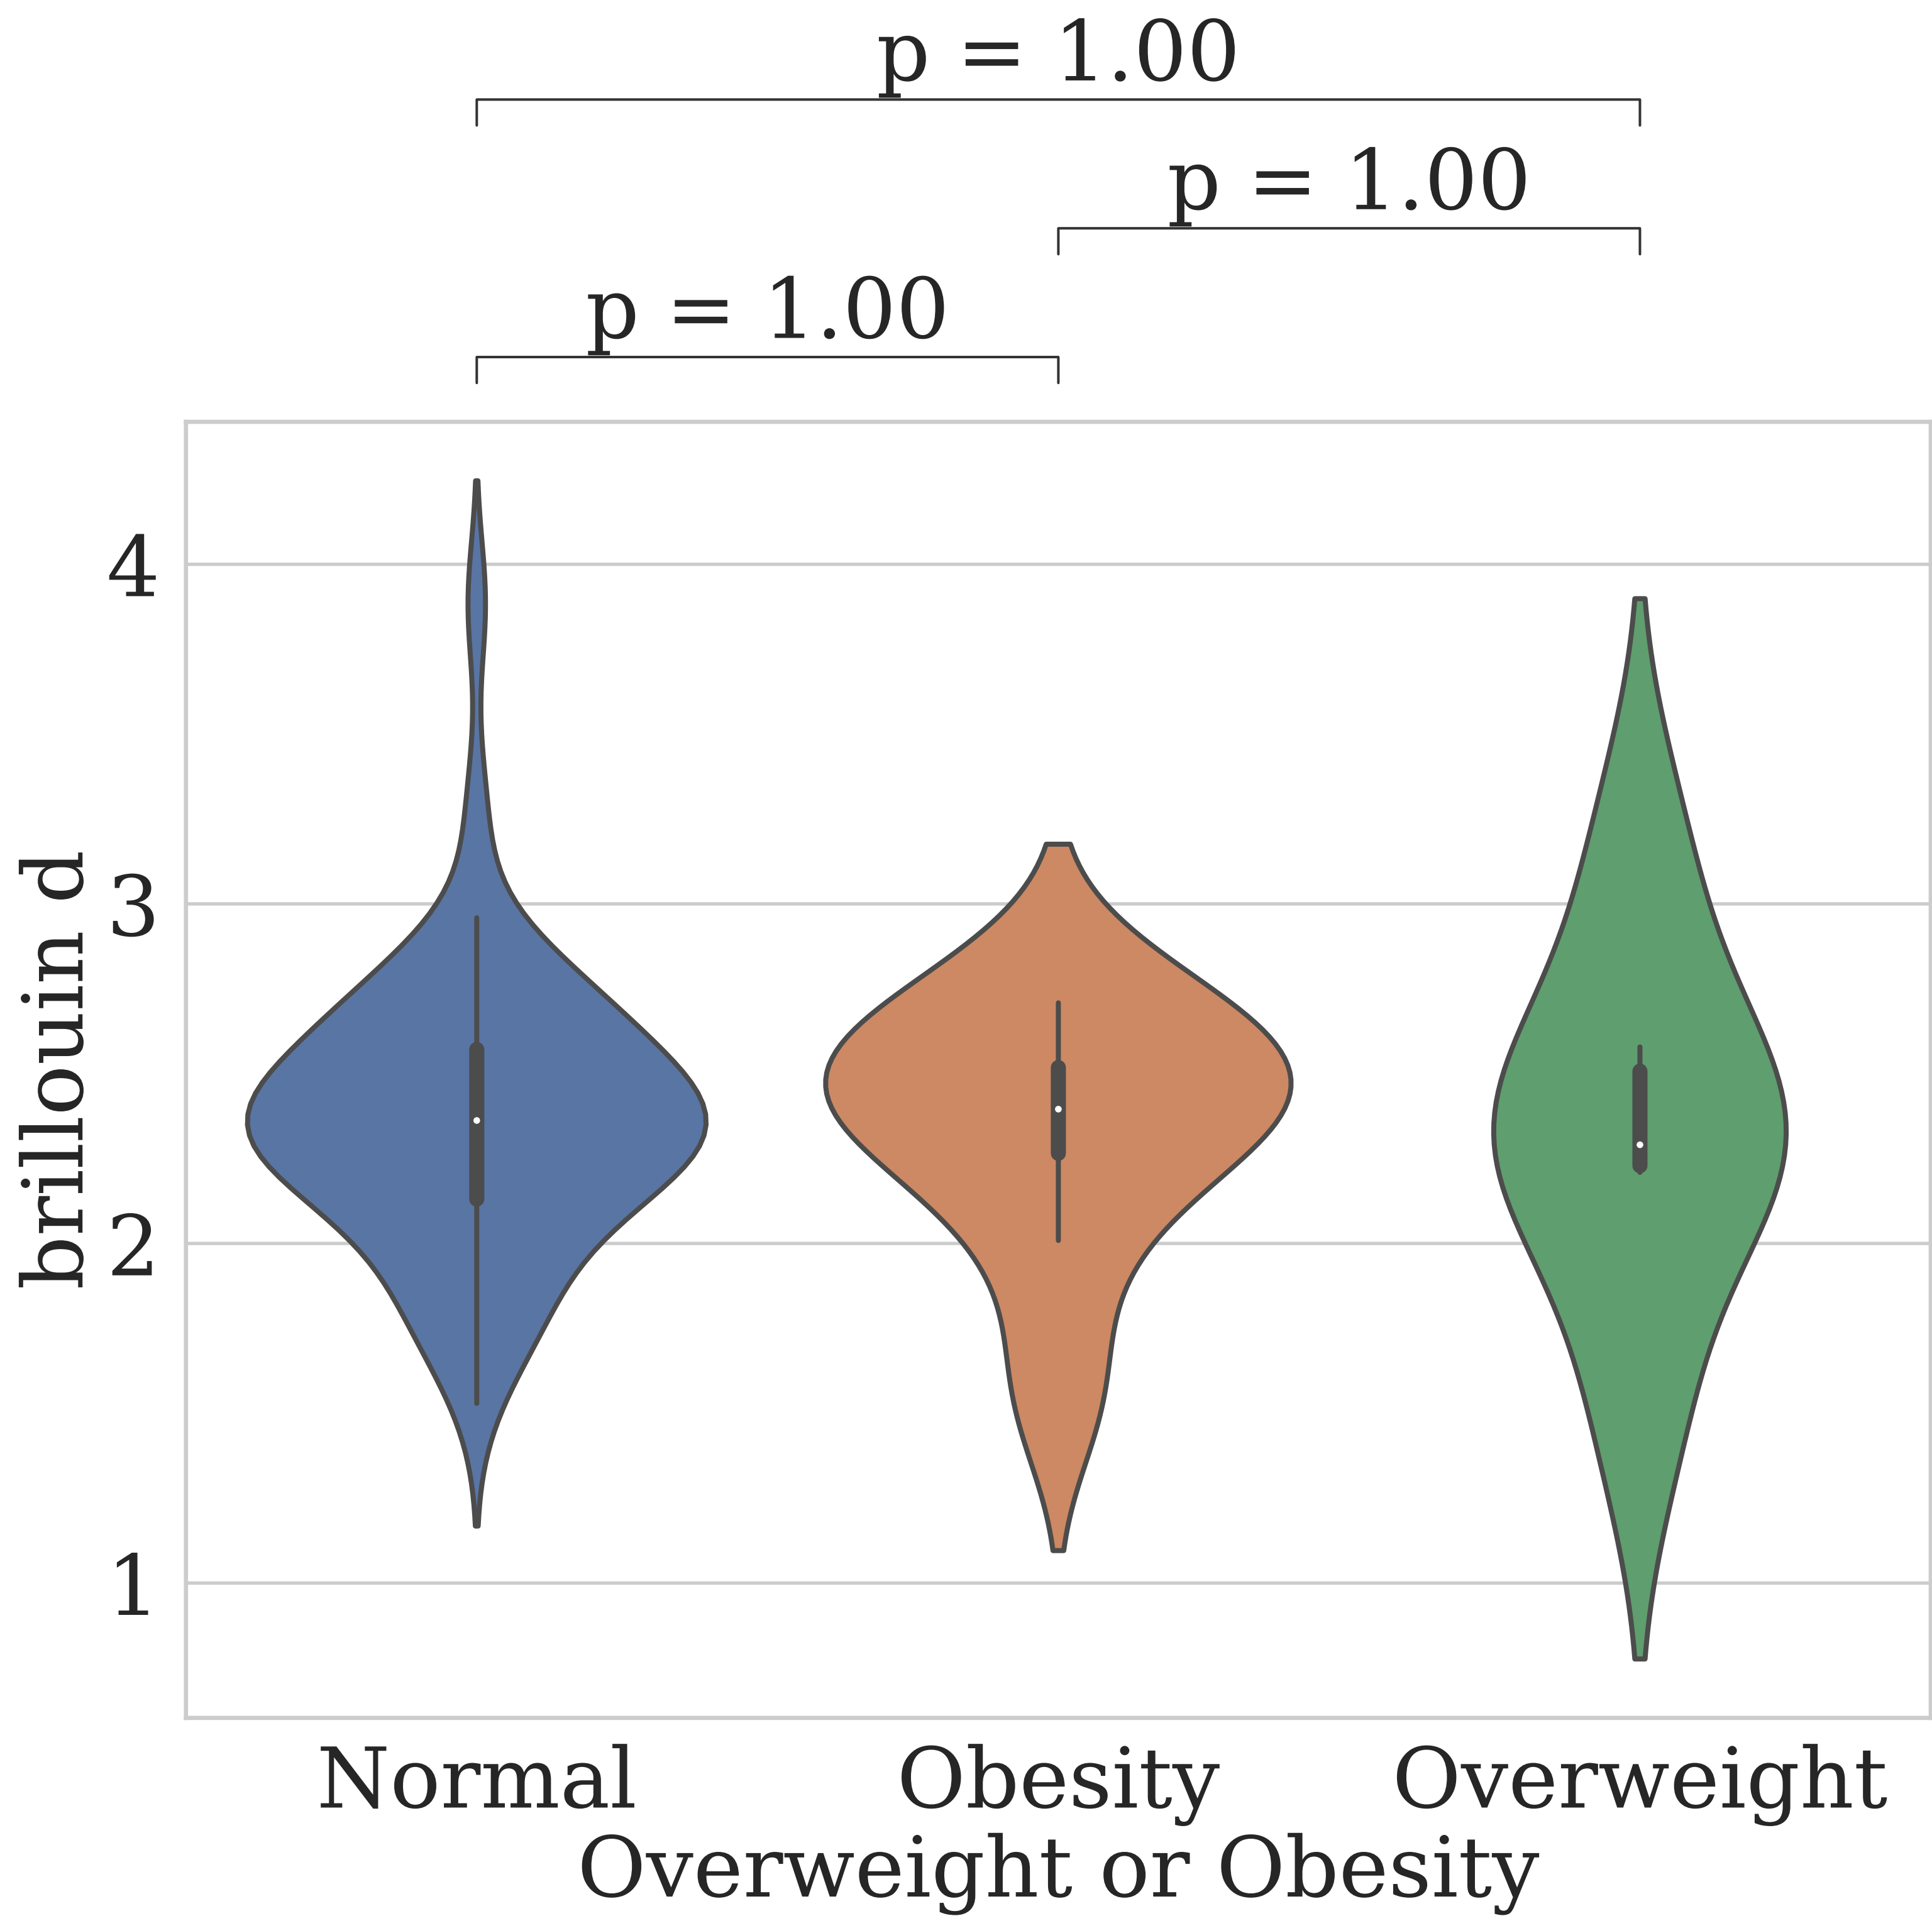 p = 1.00
p = 1.00
p = 1.00
brillouin d
4
3
2
1
Normal Obesity Overweight
Overweight or Obesity